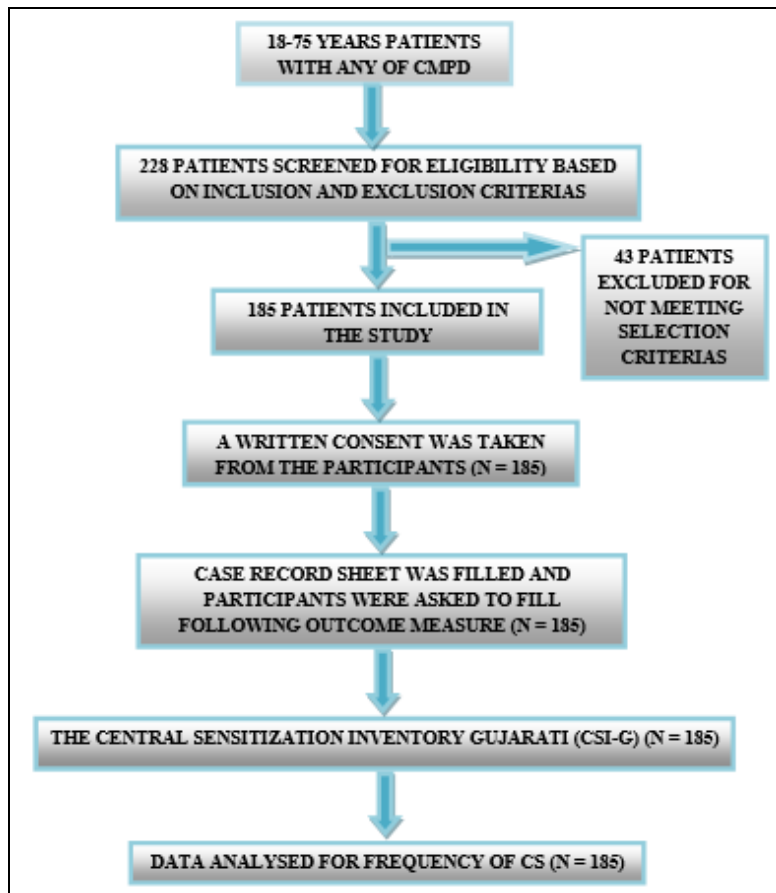 18-75 YEARS PATIENTS
WITH ANY OF CMPD
228 PATIENTS SCREENED FOR ELIGIBILITY BASED
ON INCLUSION AND EXCLUSION CRITERIAS
43 PATIENTS
EXCLUDED FOR
NOT MEETING
SELECTION
CRITERIAS
185 PATIENTS INCLUDED IN
THE STUDY
A WRITTEN CONSENT WAS TAKEN
FROM THE PARTICIPANTS (N = 185)
CASE RECORD SHEET WAS FILLED AND
PARTICIPANTS WERE ASKED TO FILL
FOLLOWING OUTCOME MEASURE (N = 185)
THE CENTRAL SENSITIZATION INVENTORY GUJARATI (CSI-G) (N = 185)
DATA ANALYSED FOR FREQUENCY OF CS (N = 185)